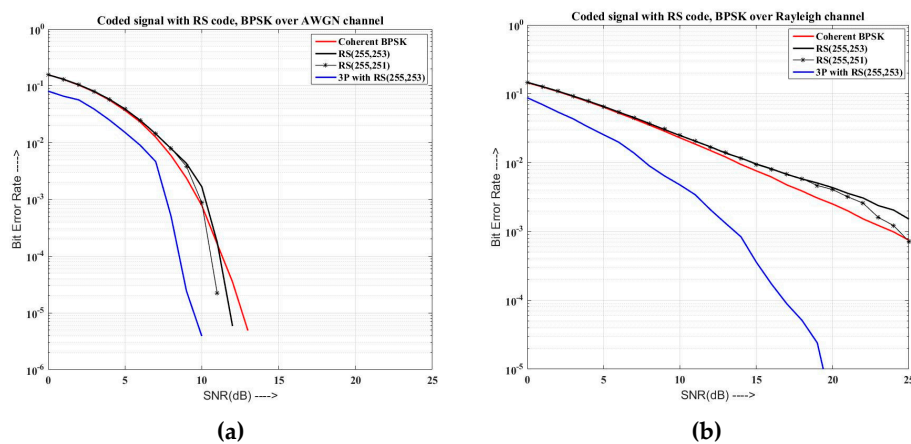 Coded signal with RS code, BPSK over AWGN channel
Coherent BPSK
RS(255,253)
RS(255,251)
3P with RS(255,253)
Bit Error Rate ---->
10^0
10^-1
10^-2
10^-3
10^-4
10^-5
10^-6
0 5 10 15 20 25
SNR(dB) ---->
(a)
Coded signal with RS code, BPSK over Rayleigh channel
Coherent BPSK
RS(255,253)
RS(255,251)
3P with RS(255,253)
Bit Error Rate ---->
10^0
10^-1
10^-2
10^-3
10^-4
10^-5
0 5 10 15 20 25
SNR(dB) ---->
(b)